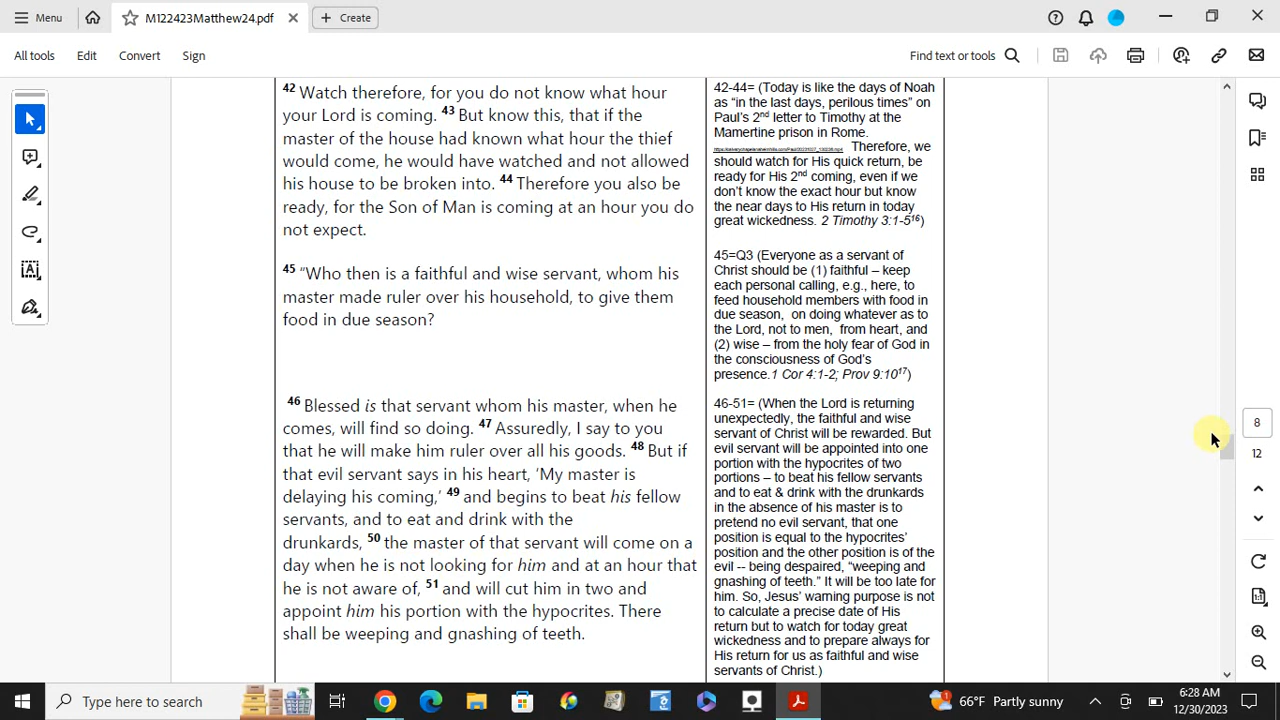 Menu
M122423Matthew24.pdf
Create
All tools
Edit
Convert
Sign
Find text or tools
42 Watch therefore, for you do not know what hour
your Lord is coming. 43 But know this, that if the
master of the house had known what hour the thief
would come, he would have watched and not allowed
his house to be broken into. 44 Therefore you also be
ready, for the Son of Man is coming at an hour you do
not expect.
45 “Who then is a faithful and wise servant, whom his
master made ruler over his household, to give them
food in due season?
46 Blessed is that servant whom his master, when he
comes, will find so doing. 47 Assuredly, I say to you
that he will make him ruler over all his goods. 48 But if
that evil servant says in his heart, ‘My master is
delaying his coming,’ 49 and begins to beat his fellow
servants, and to eat and drink with the
drunkards, 50 the master of that servant will come on a
day when he is not looking for him and at an hour that
he is not aware of, 51 and will cut him in two and
appoint him his portion with the hypocrites. There
shall be weeping and gnashing of teeth.
42-44= (Today is like the days of Noah
as “in the last days, perilous times” on
Paul’s 2nd letter to Timothy at the
Mamertine prison in Rome.
Therefore, we
should watch for His quick return, be
ready for His 2nd coming, even if we
don’t know the exact hour but know
the near days to His return in today
great wickedness. 2 Timothy 3:1-516)
45=Q3 (Everyone as a servant of
Christ should be (1) faithful – keep
each personal calling, e.g., here, to
feed household members with food in
due season, on doing whatever as to
the Lord, not to men, from heart, and
(2) wise – from the holy fear of God in
the consciousness of God’s
presence.1 Cor 4:1-2; Prov 9:1017)
46-51= (When the Lord is returning
unexpectedly, the faithful and wise
servant of Christ will be rewarded. But
evil servant will be appointed into one
portion with the hypocrites of two
portions – to beat his fellow servants
and to eat & drink with the drunkards
in the absence of his master is to
pretend no evil servant, that one
position is equal to the hypocrites’
position and the other position is of the
evil -- being despaired, “weeping and
gnashing of teeth.” It will be too late for
him. So, Jesus’ warning purpose is not
to calculate a precise date of His
return but to watch for today great
wickedness and to prepare always for
His return for us as faithful and wise
servants of Christ.)
8
12
1:1
Type here to search
66°F Partly sunny
6:28 AM
12/30/2023